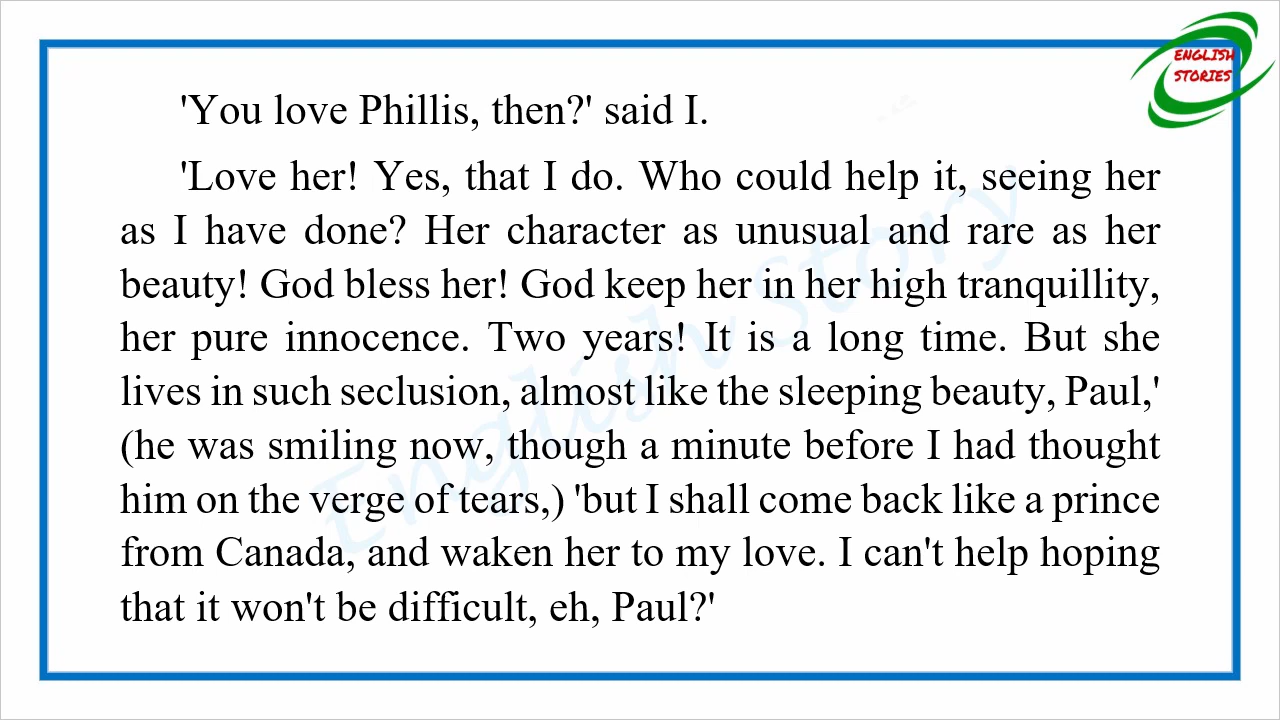 ENGLISH
STORIES
'You love Phillis, then?' said I.
'Love her! Yes, that I do. Who could help it, seeing her
as I have done? Her character as unusual and rare as her
beauty! God bless her! God keep her in her high tranquillity,
her pure innocence. Two years! It is a long time. But she
lives in such seclusion, almost like the sleeping beauty, Paul,'
(he was smiling now, though a minute before I had thought
him on the verge of tears,) 'but I shall come back like a prince
from Canada, and waken her to my love. I can't help hoping
that it won't be difficult, eh, Paul?'
English Story